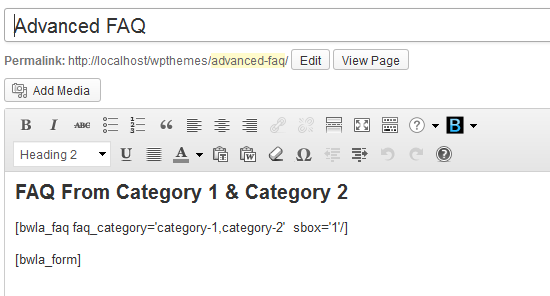 Advanced FAQ
Permalink: http://localhost/wpthemes/advanced-faq/ Edit View Page
Add Media
B I ABC “ ? B
Heading 2 U A T W Ω ?
FAQ From Category 1 & Category 2
[bwla_faq faq_category='category-1,category-2'  sbox='1'/]
[bwla_form]